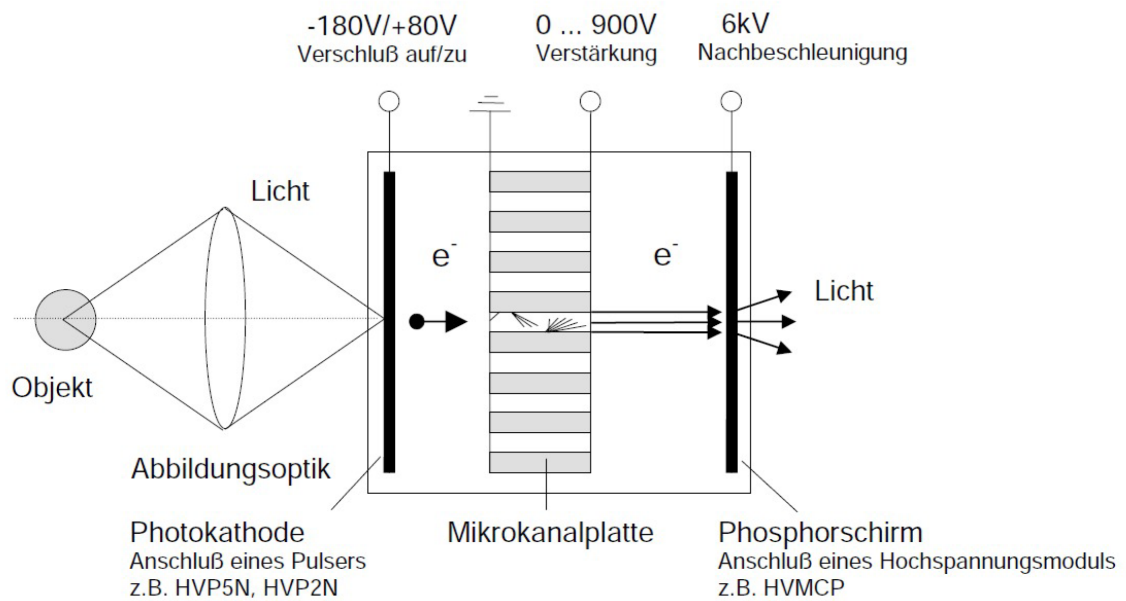 -180V/+80V
Verschluß auf/zu
0 ... 900V
Verstärkung
6kV
Nachbeschleunigung
Licht
e-
e-
Licht
Objekt
Abbildungsoptik
Photokathode
Anschluß eines Pulsers
z.B. HVP5N, HVP2N
Mikrokanalplatte
Phosphorschirm
Anschluß eines Hochspannungsmoduls
z.B. HVMCP